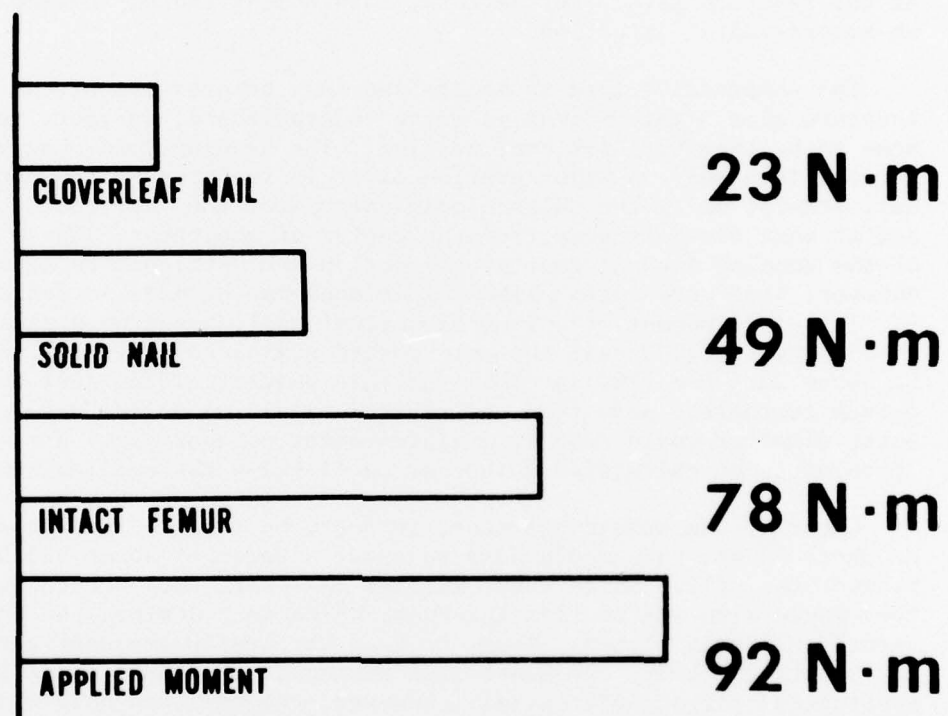 CLOVERLEAF NAIL 23 N·m
SOLID NAIL 49 N·m
INTACT FEMUR 78 N·m
APPLIED MOMENT 92 N·m